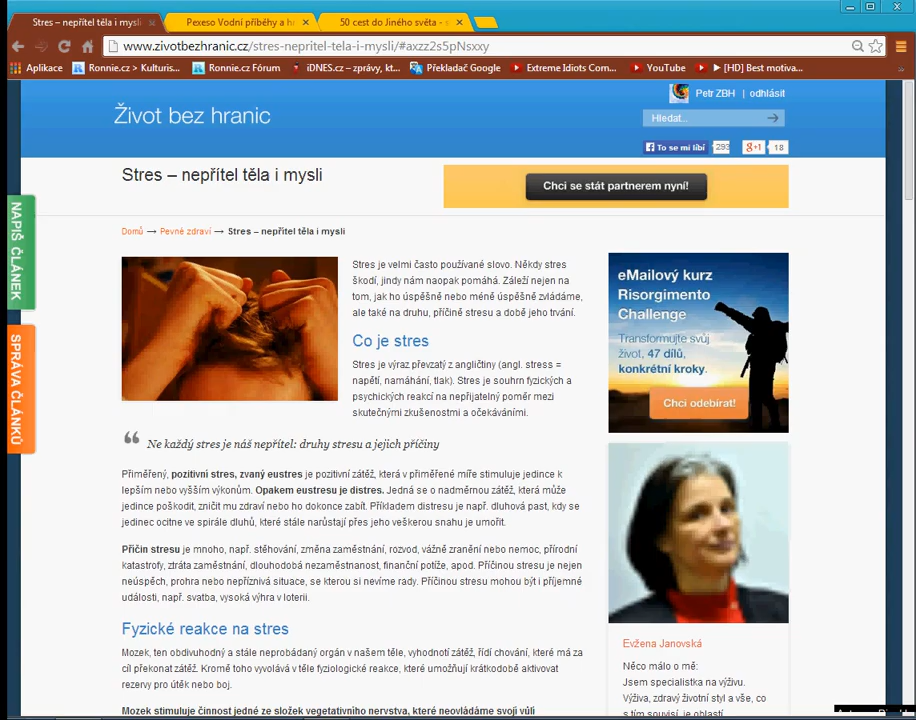 Stres – nepřítel těla i mysli
Pexeso Vodní příběhy a h
50 cest do Jiného světa - s
www.zivotbezhranic.cz/stres-nepritel-tela-i-mysli/#axzz2s5pNsxxy
Aplikace
Ronnie.cz > Kulturis...
Ronnie.cz Fórum
iDNES.cz – zprávy, kt...
Překladač Google
Extreme Idiots Com...
YouTube
► [HD] Best motiva...
Petr ZBH | odhlásit
Život bez hranic
Hledat...
To se mi líbí 293
+1 18
Stres – nepřítel těla i mysli
Chci se stát partnerem nyní!
NAPIŠ ČLÁNEK
SPRÁVA ČLÁNKŮ
Domů → Pevné zdraví → Stres – nepřítel těla i mysli
Stres je velmi často používané slovo. Někdy stres
škodí, jindy nám naopak pomáhá. Záleží nejen na
tom, jak ho úspěšně nebo méně úspěšně zvládáme,
ale také na druhu, příčině stresu a době jeho trvání.
Co je stres
Stres je výraz převzatý z angličtiny (angl. stress =
napětí, namáhání, tlak). Stres je souhrn fyzických a
psychických reakcí na nepřijatelný poměr mezi
skutečnými zkušenostmi a očekáváními.
“ Ne každý stres je náš nepřítel: druhy stresu a jejich příčiny
Přiměřený, pozitivní stres, zvaný eustres je pozitivní zátěž, která v přiměřené míře stimuluje jedince k
lepším nebo vyšším výkonům. Opakem eustresu je distres. Jedná se o nadměrnou zátěž, která může
jedince poškodit, zničit mu zdraví nebo ho dokonce zabít. Příkladem distresu je např. dluhová past, kdy se
jedinec ocitne ve spirále dluhů, které stále narůstají přes jeho veškerou snahu je umořit.
Příčin stresu je mnoho, např. stěhování, změna zaměstnání, rozvod, vážné zranění nebo nemoc, přírodní
katastrofy, ztráta zaměstnání, dlouhodobá nezaměstnanost, finanční potíže, apod. Příčinou stresu je nejen
neúspěch, prohra nebo nepříznivá situace, se kterou si nevíme rady. Příčinou stresu mohou být i příjemné
události, např. svatba, vysoká výhra v loterii.
Fyzické reakce na stres
Mozek, ten obdivuhodný a stále neprobádaný orgán v našem těle, vyhodnotí zátěž, řídí chování, které má za
cíl překonat zátěž. Kromě toho vyvolává v těle fyziologické reakce, které umožňují krátkodobě aktivovat
rezervy pro útěk nebo boj.
Mozek stimuluje činnost jedné ze složek vegetativního nervstva, které neovládáme svojí vůlí
eMailový kurz
Risorgimento
Challenge
Transformujte svůj
život, 47 dílů,
konkrétní kroky.
Chci odebírat!
Evžena Janovská
Něco málo o mě:
Jsem specialistka na výživu.
Výživa, zdravý životní styl a vše, co
s tím souvisí, je oblastí